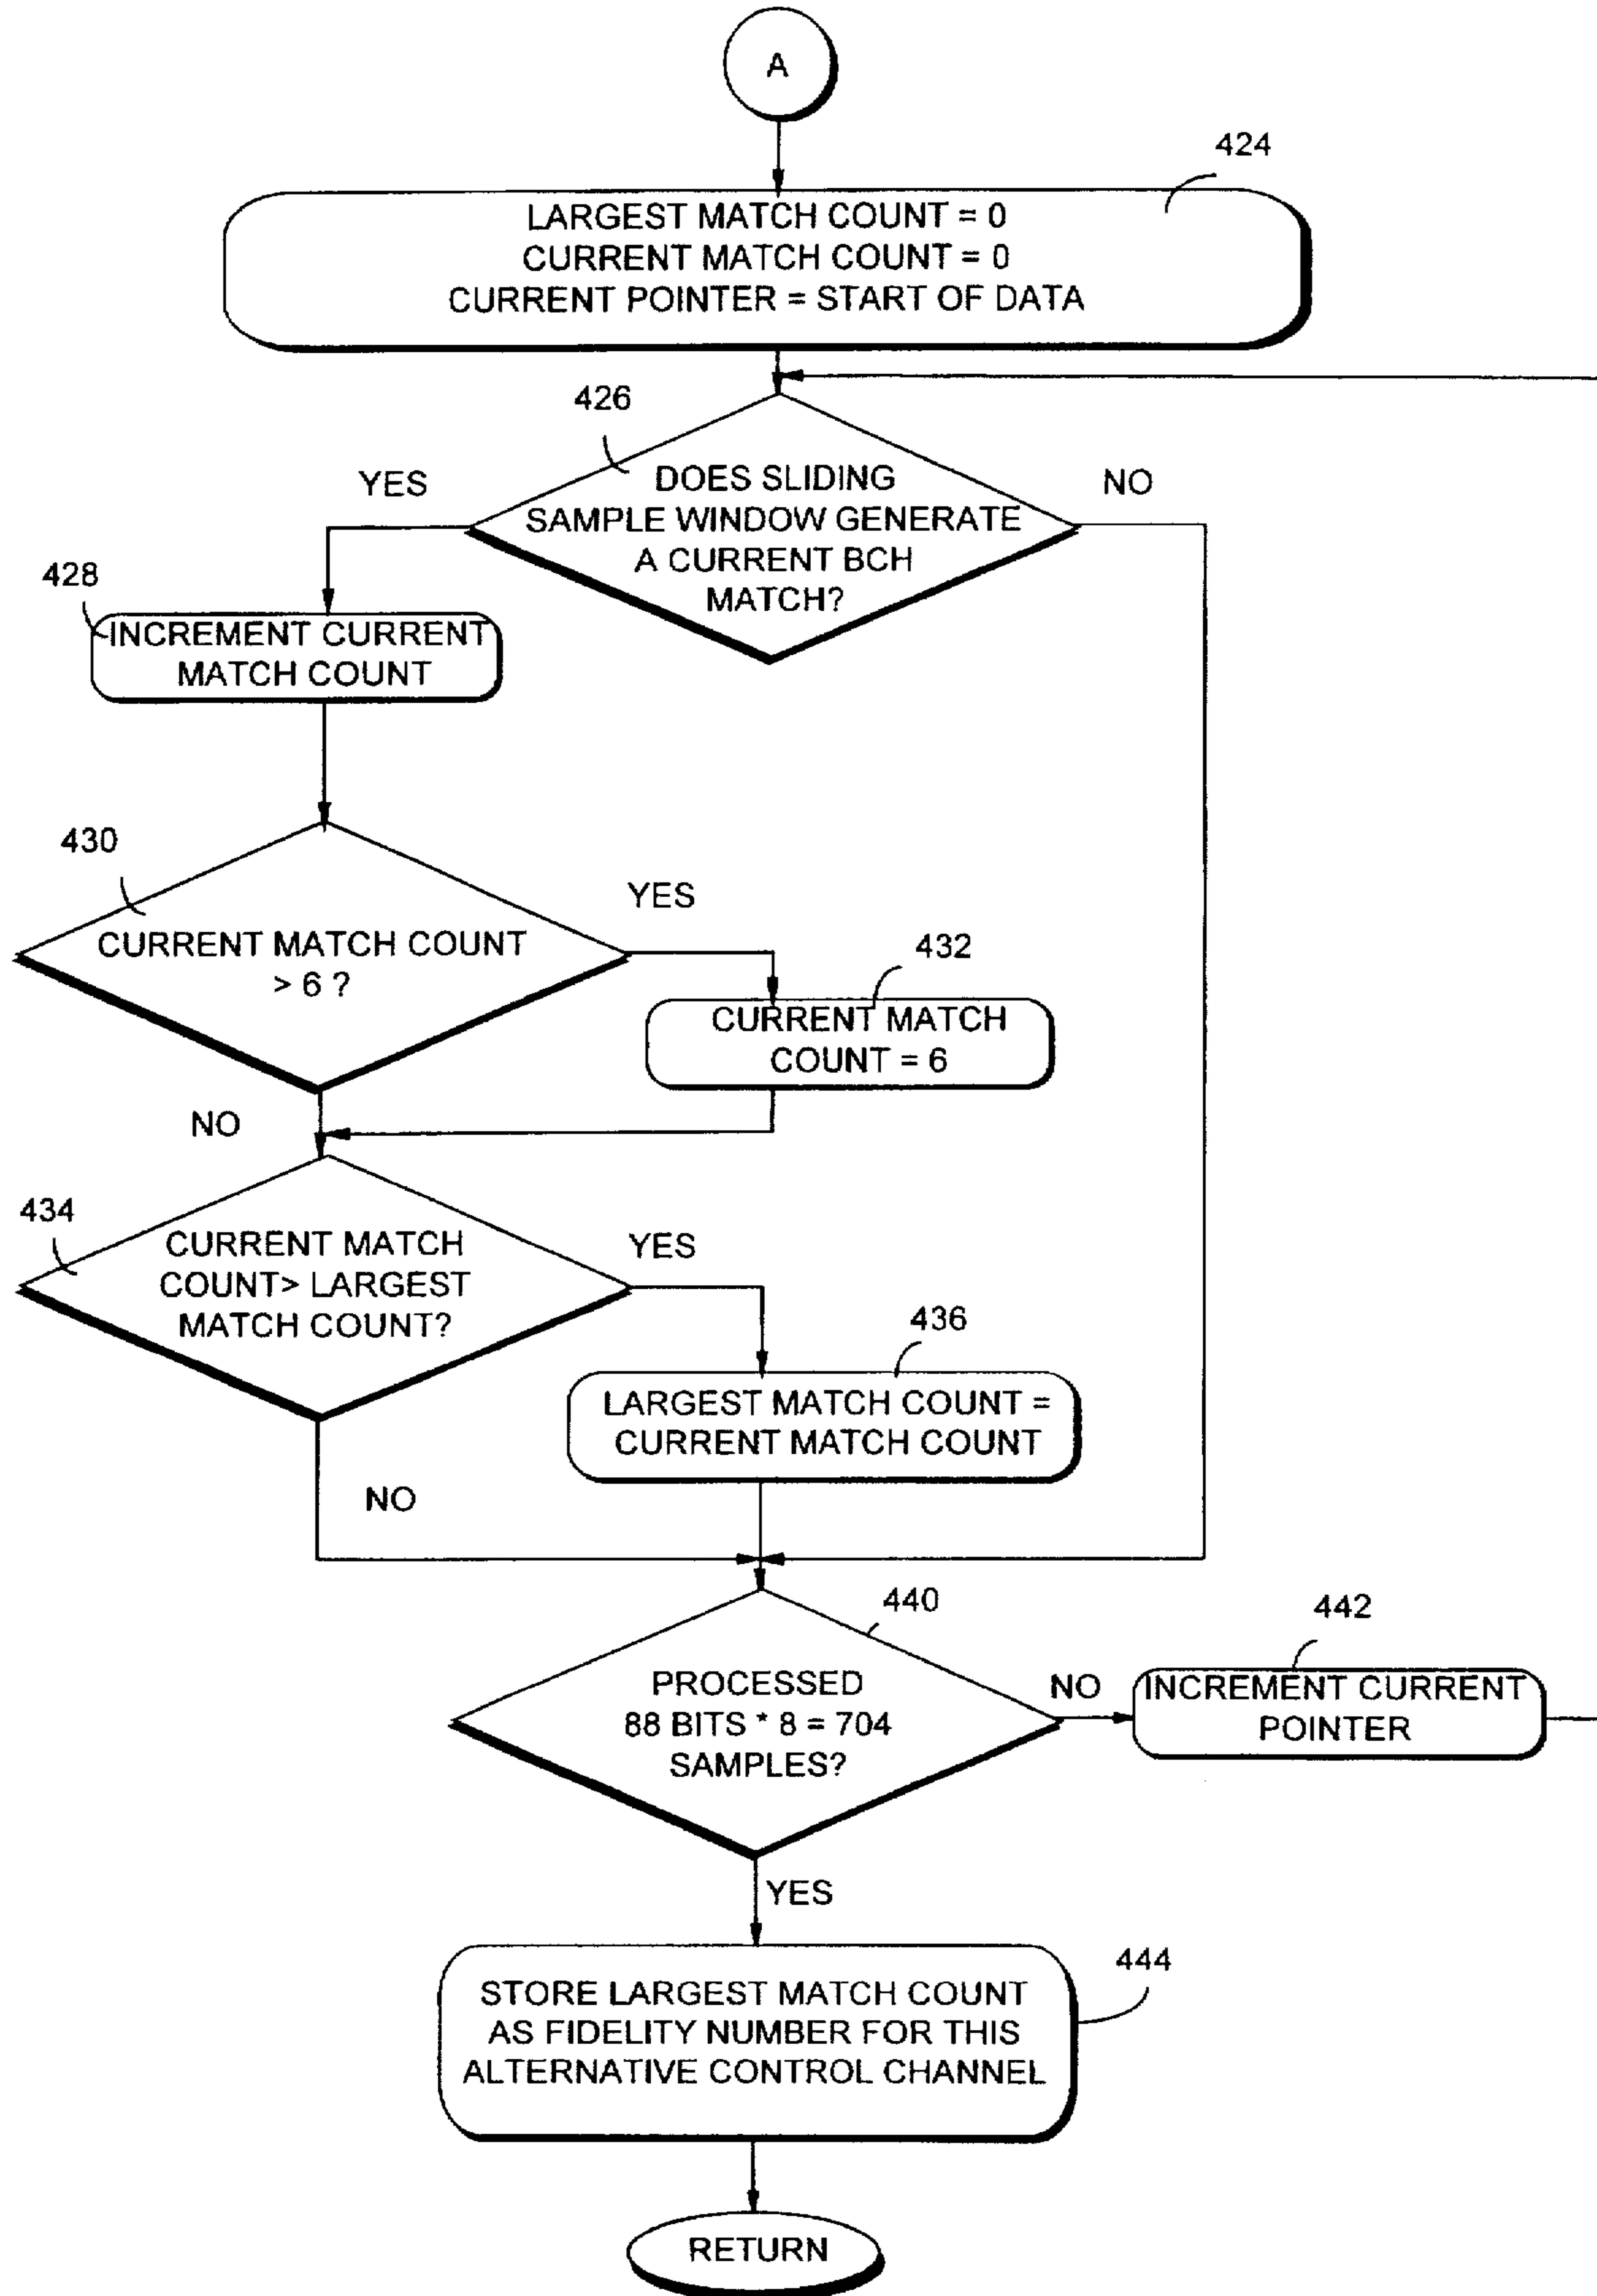 A
424
LARGEST MATCH COUNT = 0
CURRENT MATCH COUNT = 0
CURRENT POINTER = START OF DATA
426
YES
NO
DOES SLIDING
SAMPLE WINDOW GENERATE
A CURRENT BCH
MATCH?
428
INCREMENT CURRENT
MATCH COUNT
430
YES
CURRENT MATCH COUNT
> 6 ?
432
CURRENT MATCH
COUNT = 6
NO
434
CURRENT MATCH
COUNT> LARGEST
MATCH COUNT?
YES
436
LARGEST MATCH COUNT =
CURRENT MATCH COUNT
NO
440
PROCESSED
88 BITS * 8 = 704
SAMPLES?
NO
442
INCREMENT CURRENT
POINTER
YES
444
STORE LARGEST MATCH COUNT
AS FIDELITY NUMBER FOR THIS
ALTERNATIVE CONTROL CHANNEL
RETURN